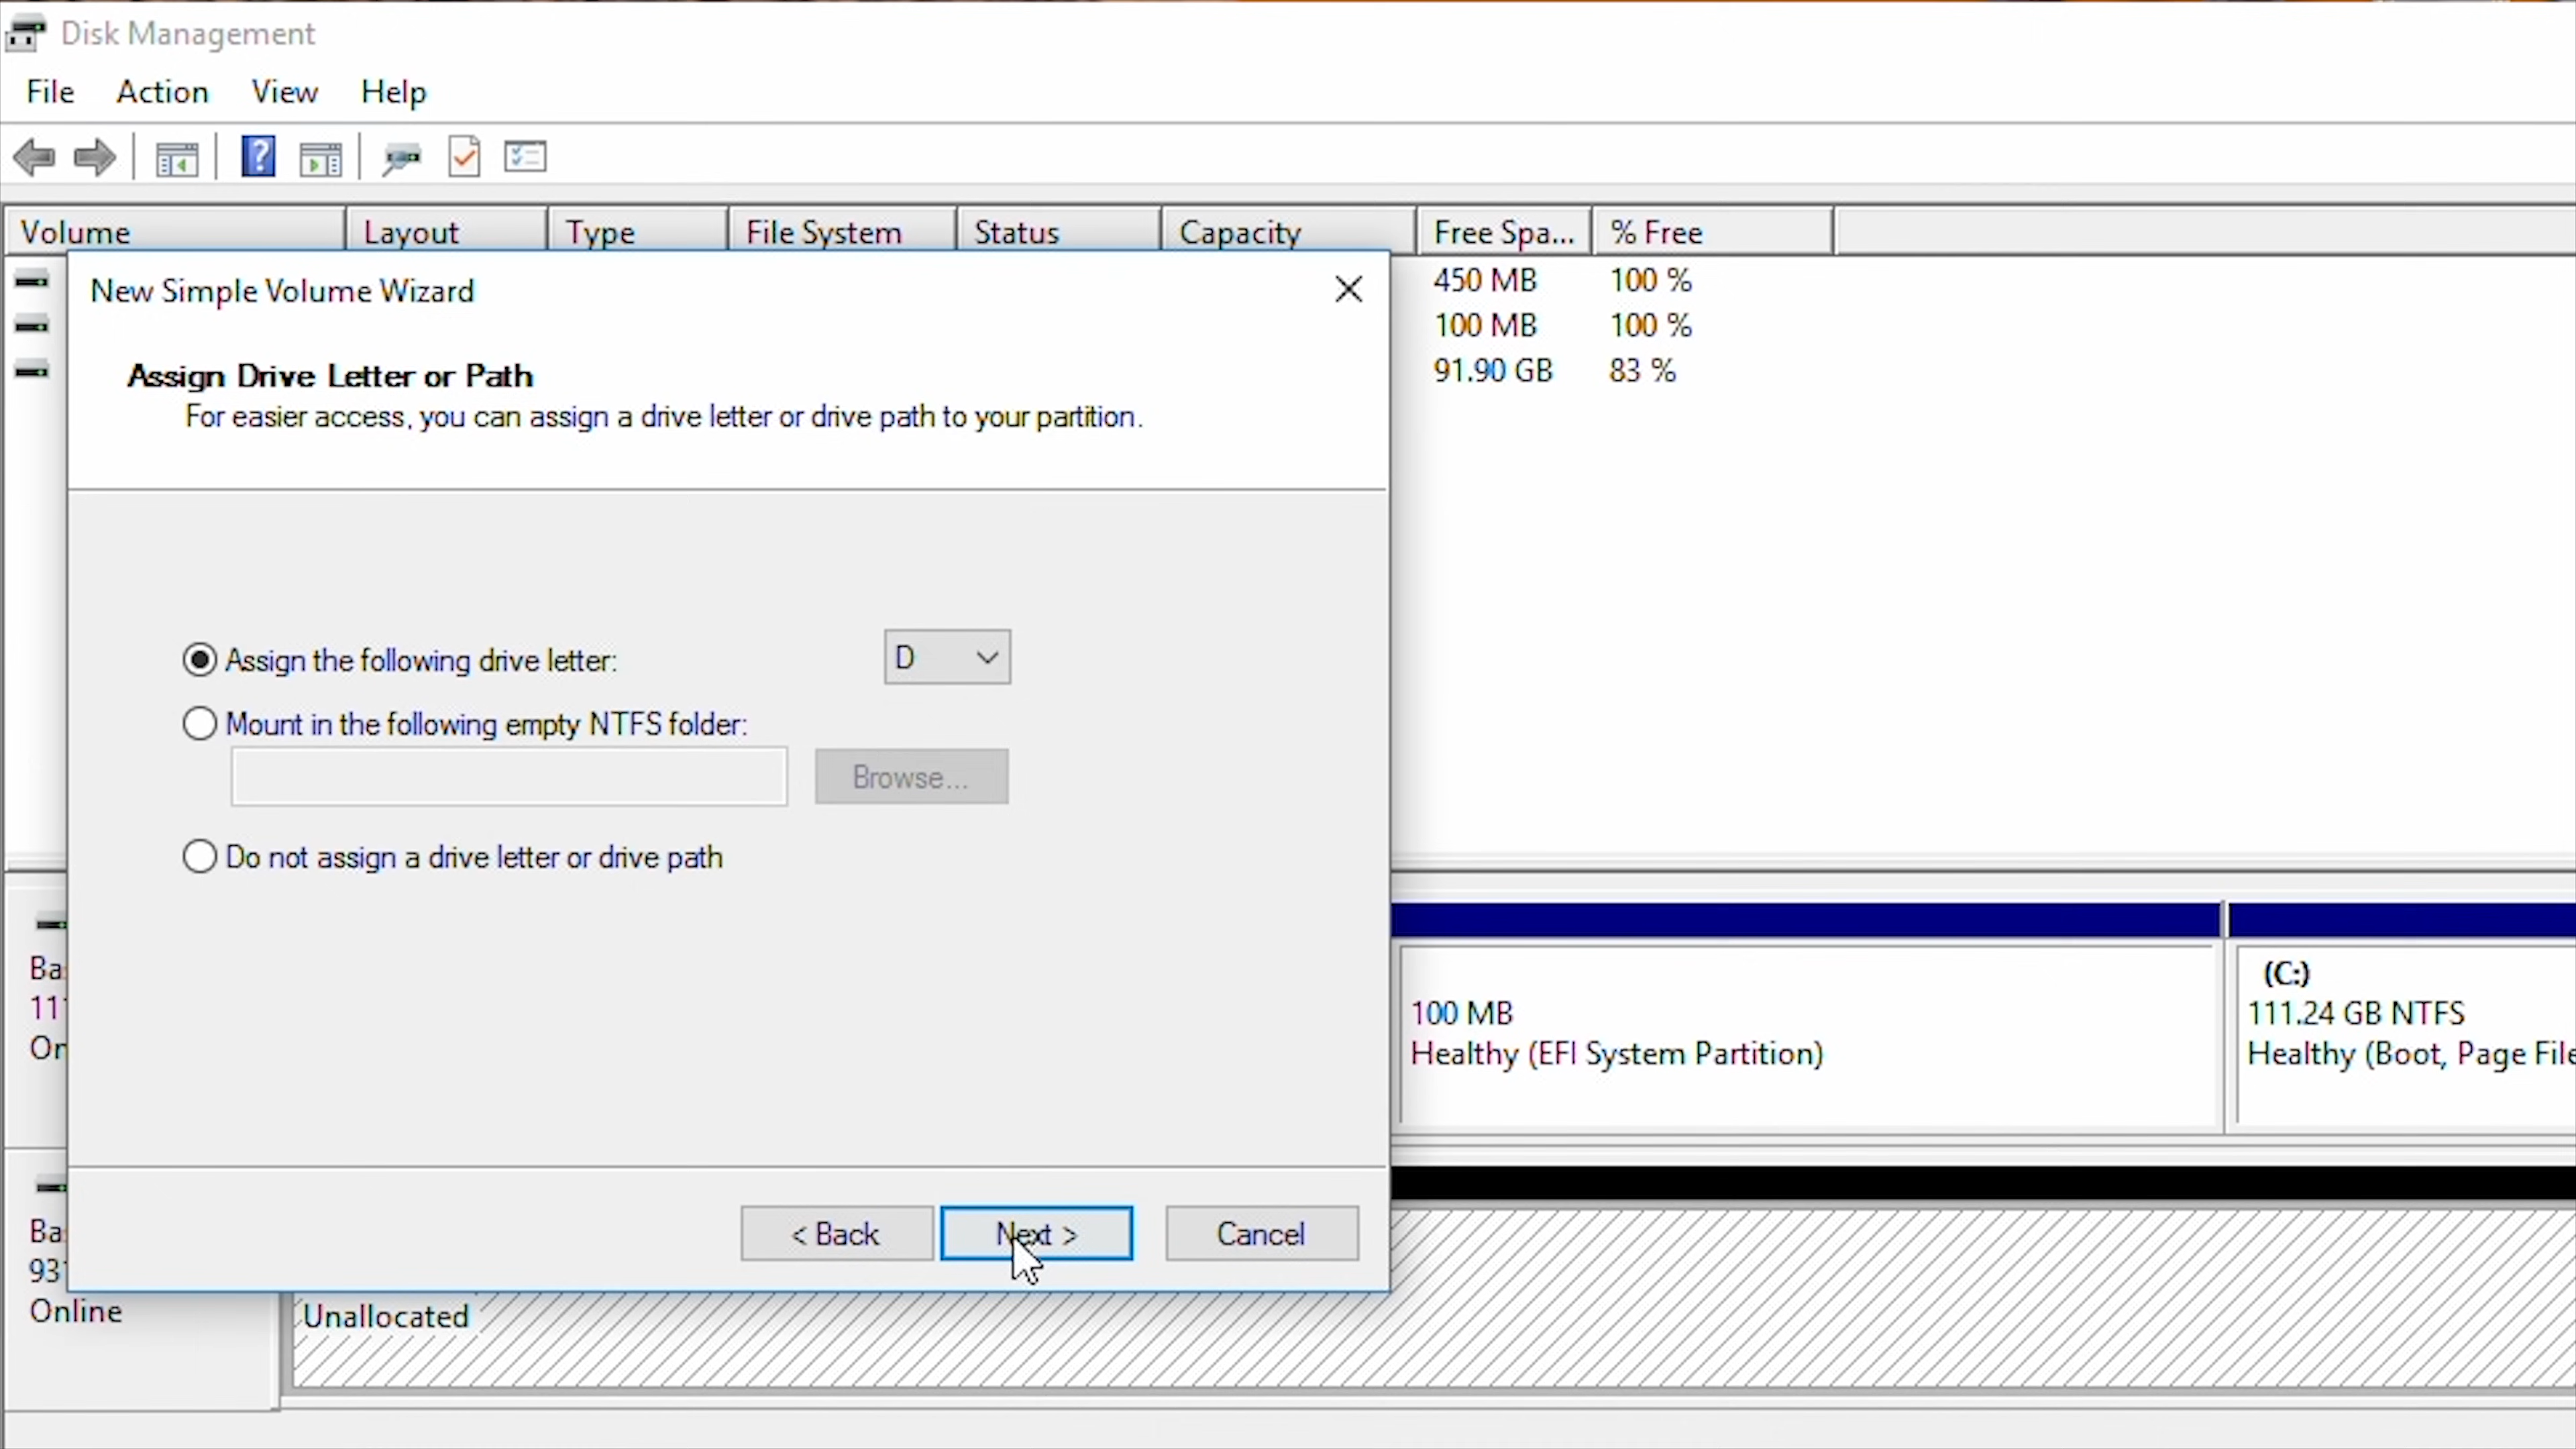 Disk Management
File Action View Help
Volume Layout Type File System Status Capacity Free Spa... % Free
450 MB 100 %
100 MB 100 %
91.90 GB 83 %
New Simple Volume Wizard
Assign Drive Letter or Path
For easier access, you can assign a drive letter or drive path to your partition.
Assign the following drive letter: D
Mount in the following empty NTFS folder:
Browse...
Do not assign a drive letter or drive path
< Back Next > Cancel
(C:)
100 MB 111.24 GB NTFS
Healthy (EFI System Partition) Healthy (Boot, Page File
Online
Unallocated